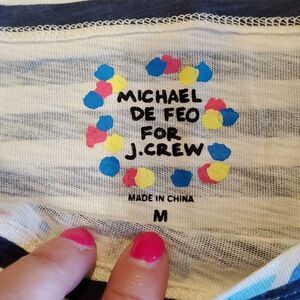 MICHAEL
DE FEO
FOR
J.CREW
MADE IN CHINA
M